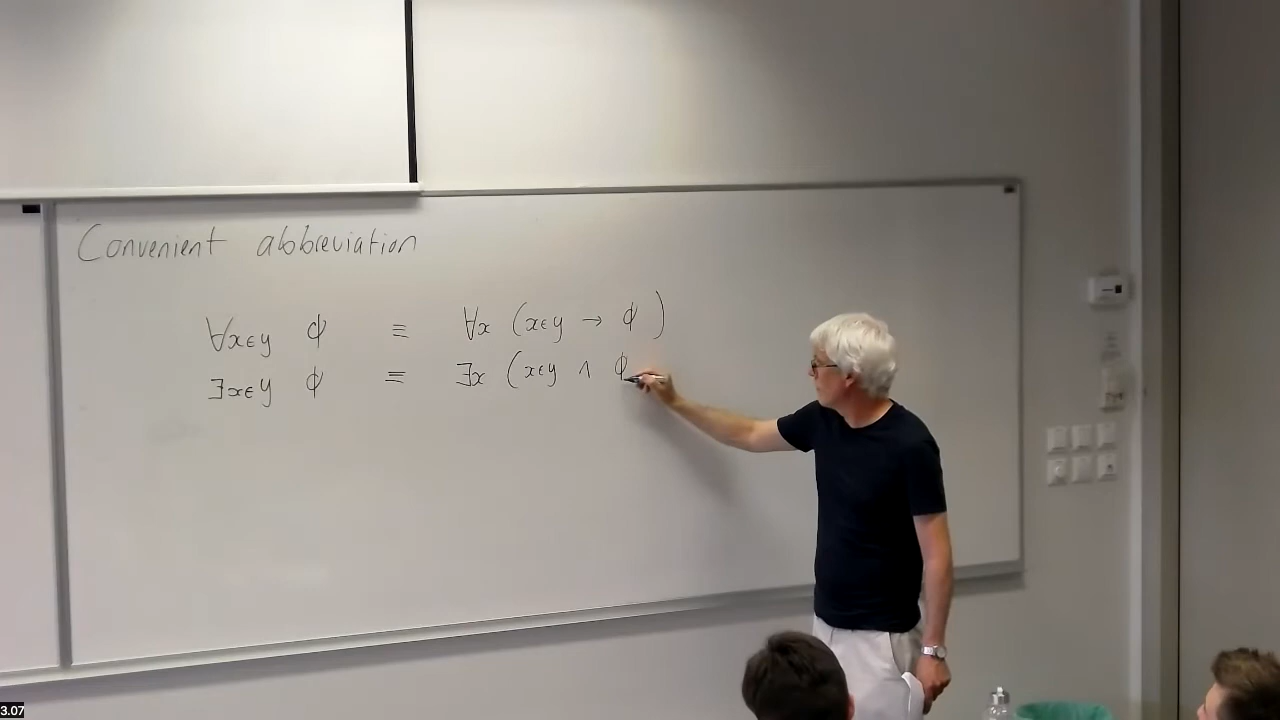 Convenient abbreviation
∀x∈y ϕ ≡ ∀x (x∈y → ϕ)
∃x∈y ϕ ≡ ∃x (x∈y ∧ ϕ
3.07